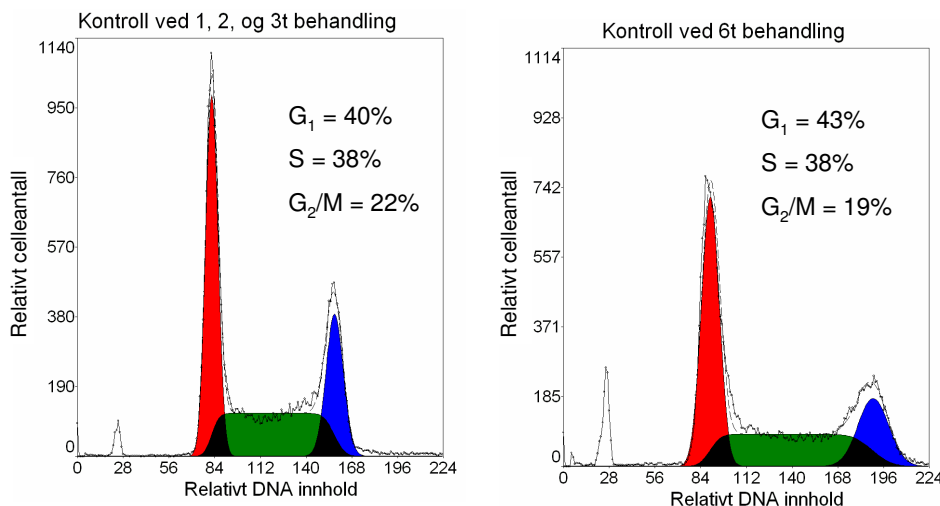 Kontroll ved 1, 2, og 3t behandling
1140
950
760
570
380
190
0
Relativt celleantall
G1 = 40%
S = 38%
G2/M = 22%
0 28 56 84 112 140 168 196 224
Relativt DNA innhold
Kontroll ved 6t behandling
1114
928
742
557
371
185
0
Relativt celleantall
G1 = 43%
S = 38%
G2/M = 19%
0 28 56 84 112 140 168 196 224
Relativt DNA innhold